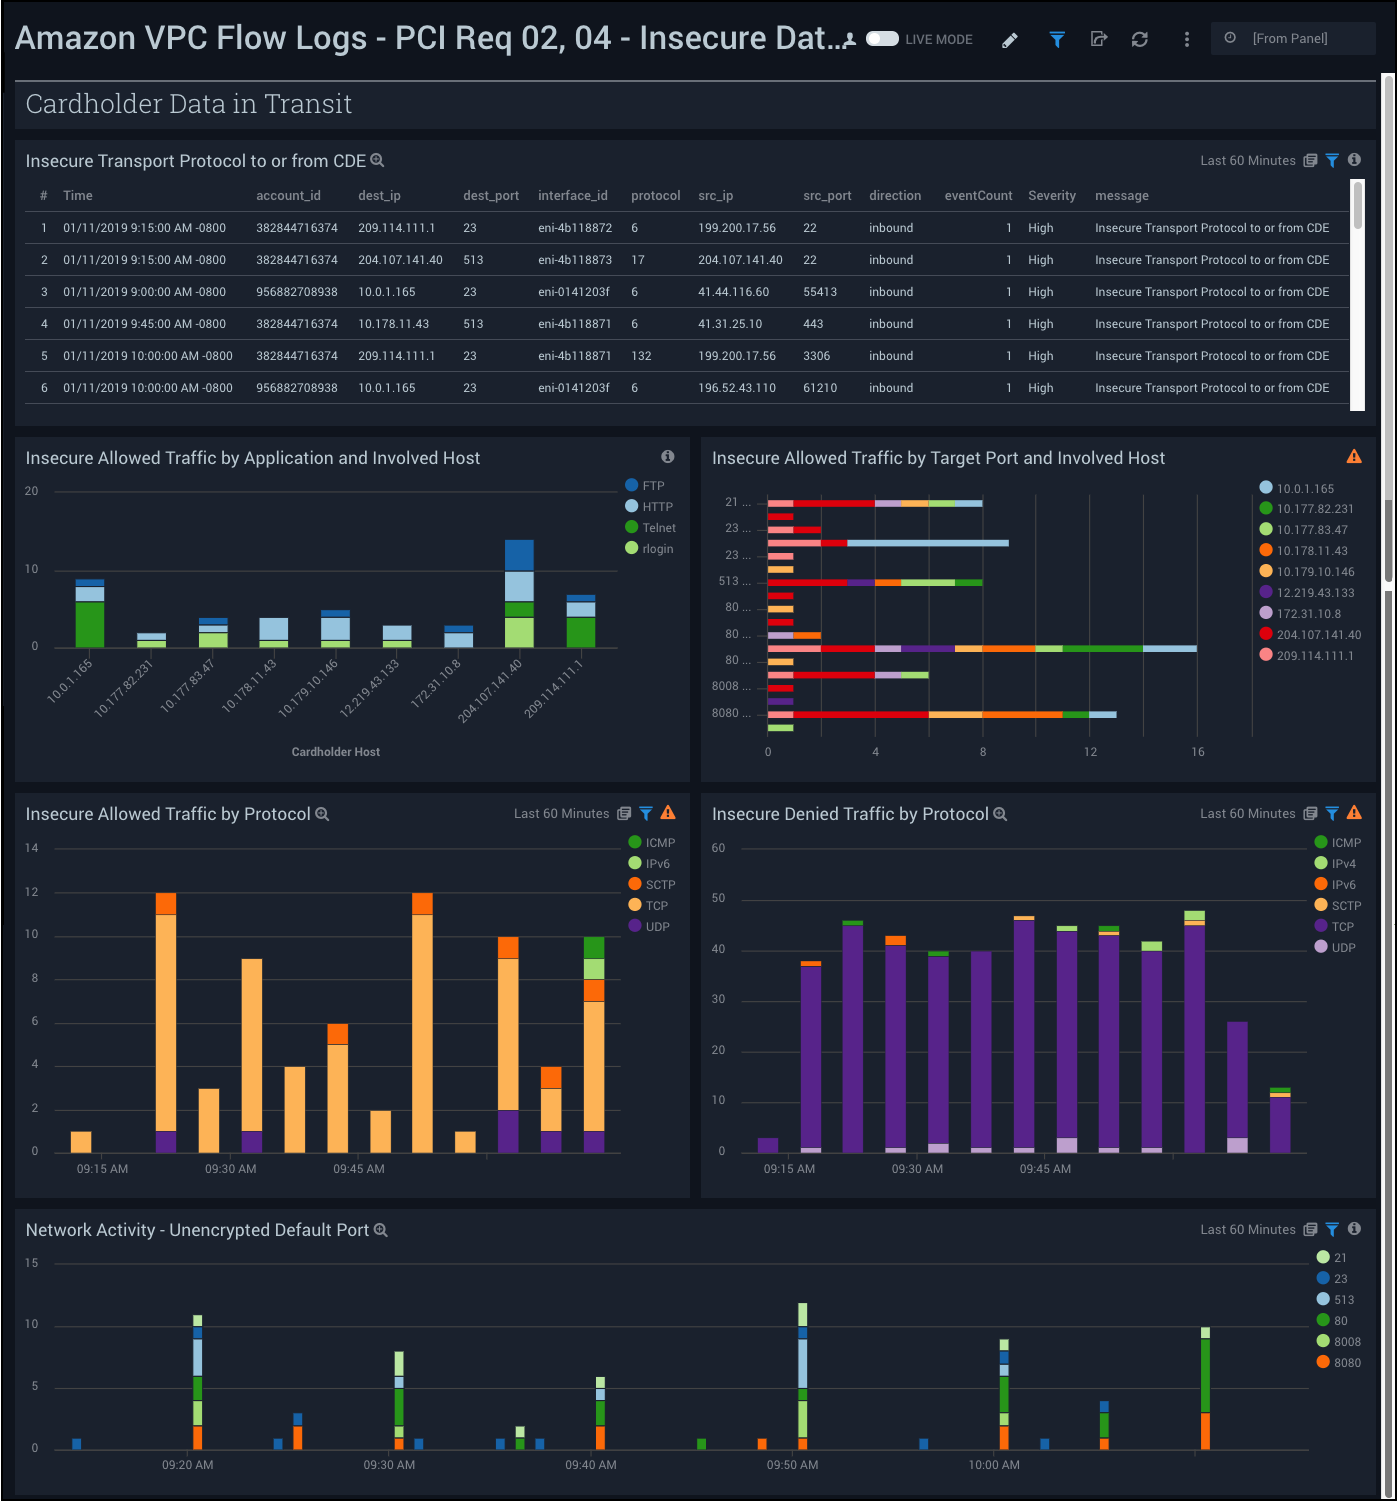 Amazon VPC Flow Logs - PCI Req 02, 04 - Insecure Dat... LIVE MODE [From Panel]
Cardholder Data in Transit
Insecure Transport Protocol to or from CDE Last 60 Minutes
# Time account_id dest_ip dest_port interface_id protocol src_ip src_port direction eventCount Severity message
1 01/11/2019 9:15:00 AM -0800 382844716374 209.114.111.1 23 eni-4b118872 6 199.200.17.56 22 inbound 1 High Insecure Transport Protocol to or from CDE
2 01/11/2019 9:15:00 AM -0800 382844716374 204.107.141.40 513 eni-4b118873 17 204.107.141.40 22 inbound 1 High Insecure Transport Protocol to or from CDE
3 01/11/2019 9:00:00 AM -0800 956882708938 10.0.1.165 23 eni-0141203f 6 41.44.116.60 55413 inbound 1 High Insecure Transport Protocol to or from CDE
4 01/11/2019 9:45:00 AM -0800 382844716374 10.178.11.43 513 eni-4b118871 6 41.31.25.10 443 inbound 1 High Insecure Transport Protocol to or from CDE
5 01/11/2019 10:00:00 AM -0800 382844716374 209.114.111.1 23 eni-4b118871 132 199.200.17.56 3306 inbound 1 High Insecure Transport Protocol to or from CDE
6 01/11/2019 10:00:00 AM -0800 956882708938 10.0.1.165 23 eni-0141203f 6 196.52.43.110 61210 inbound 1 High Insecure Transport Protocol to or from CDE
Insecure Allowed Traffic by Application and Involved Host
20
10
0
FTP
HTTP
Telnet
rlogin
10.0.1.165 10.177.82.231 10.177.83.47 10.178.11.43 10.179.10.146 12.219.43.133 172.31.10.8 204.107.141.40 209.114.111.1
Cardholder Host
Insecure Allowed Traffic by Target Port and Involved Host
21 ...
23 ...
23 ...
513 ...
80 ...
80 ...
80 ...
8008 ...
8080 ...
0 4 8 12 16
10.0.1.165
10.177.82.231
10.177.83.47
10.178.11.43
10.179.10.146
12.219.43.133
172.31.10.8
204.107.141.40
209.114.111.1
Insecure Allowed Traffic by Protocol Last 60 Minutes
14
12
10
8
6
4
2
0
09:15 AM 09:30 AM 09:45 AM
ICMP
IPv6
SCTP
TCP
UDP
Insecure Denied Traffic by Protocol Last 60 Minutes
60
50
40
30
20
10
0
09:15 AM 09:30 AM 09:45 AM
ICMP
IPv4
IPv6
SCTP
TCP
UDP
Network Activity - Unencrypted Default Port Last 60 Minutes
15
10
5
0
09:20 AM 09:30 AM 09:40 AM 09:50 AM 10:00 AM
21
23
513
80
8008
8080